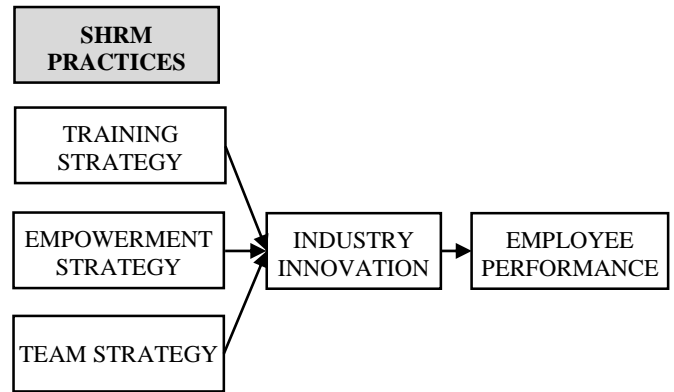 SHRM
PRACTICES
TRAINING
STRATEGY
EMPOWERMENT
STRATEGY
INDUSTRY
INNOVATION
EMPLOYEE
PERFORMANCE
TEAM STRATEGY